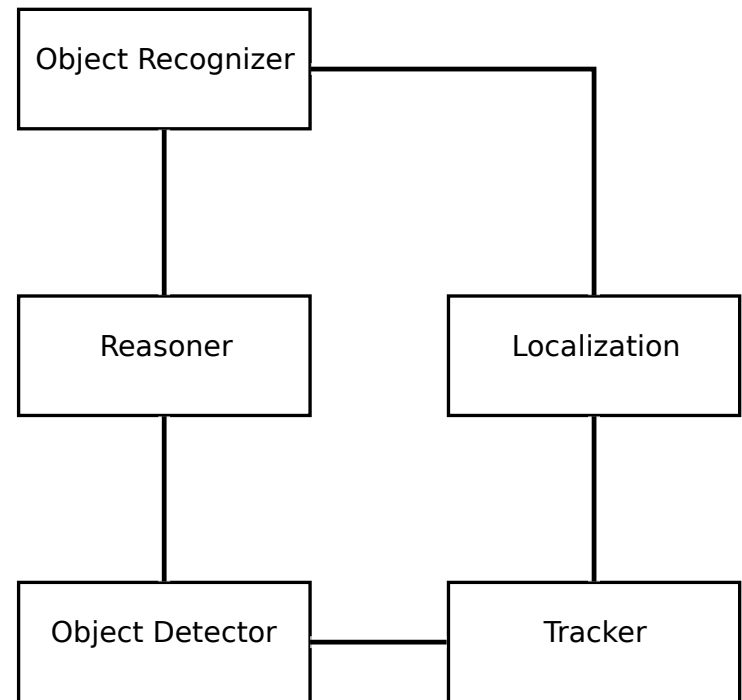 Object Recognizer
Reasoner
Localization
Object Detector
Tracker